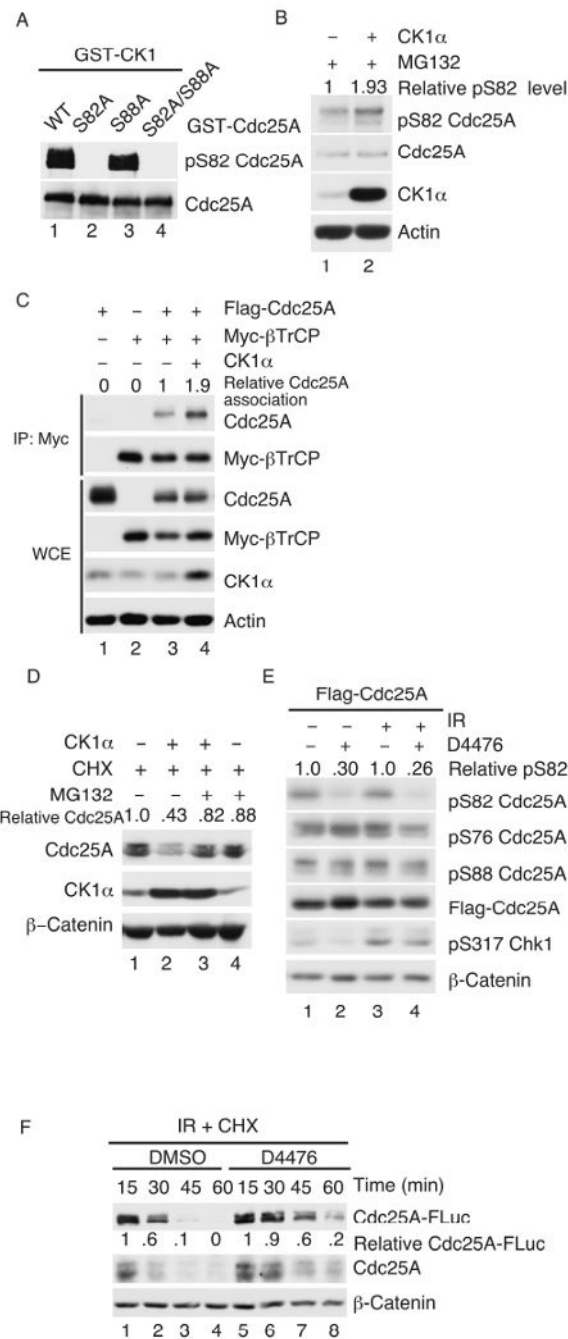 A
GST-CK1
WT S82A S88A S82A/S88A GST-Cdc25A
pS82 Cdc25A
Cdc25A
1 2 3 4
B
– + CK1α
+ + MG132
1 1.93 Relative pS82 level
pS82 Cdc25A
Cdc25A
CK1α
Actin
1 2
C
+ – + + Flag-Cdc25A
– + + + Myc-βTrCP
– – – + CK1α
0 0 1 1.9 Relative Cdc25A association
IP: Myc
Cdc25A
Myc-βTrCP
WCE
Cdc25A
Myc-βTrCP
CK1α
Actin
1 2 3 4
D
CK1α – + + –
CHX + + + +
MG132 – – + +
Relative Cdc25A 1.0 .43 .82 .88
Cdc25A
CK1α
β–Catenin
1 2 3 4
E
Flag-Cdc25A
– – + + IR
– + – + D4476
1.0 .30 1.0 .26 Relative pS82
pS82 Cdc25A
pS76 Cdc25A
pS88 Cdc25A
Flag-Cdc25A
pS317 Chk1
β-Catenin
1 2 3 4
F
IR + CHX
DMSO D4476
15 30 45 60 15 30 45 60 Time (min)
Cdc25A-FLuc
1 .6 .1 0 1 .9 .6 .2 Relative Cdc25A-FLuc
Cdc25A
β-Catenin
1 2 3 4 5 6 7 8